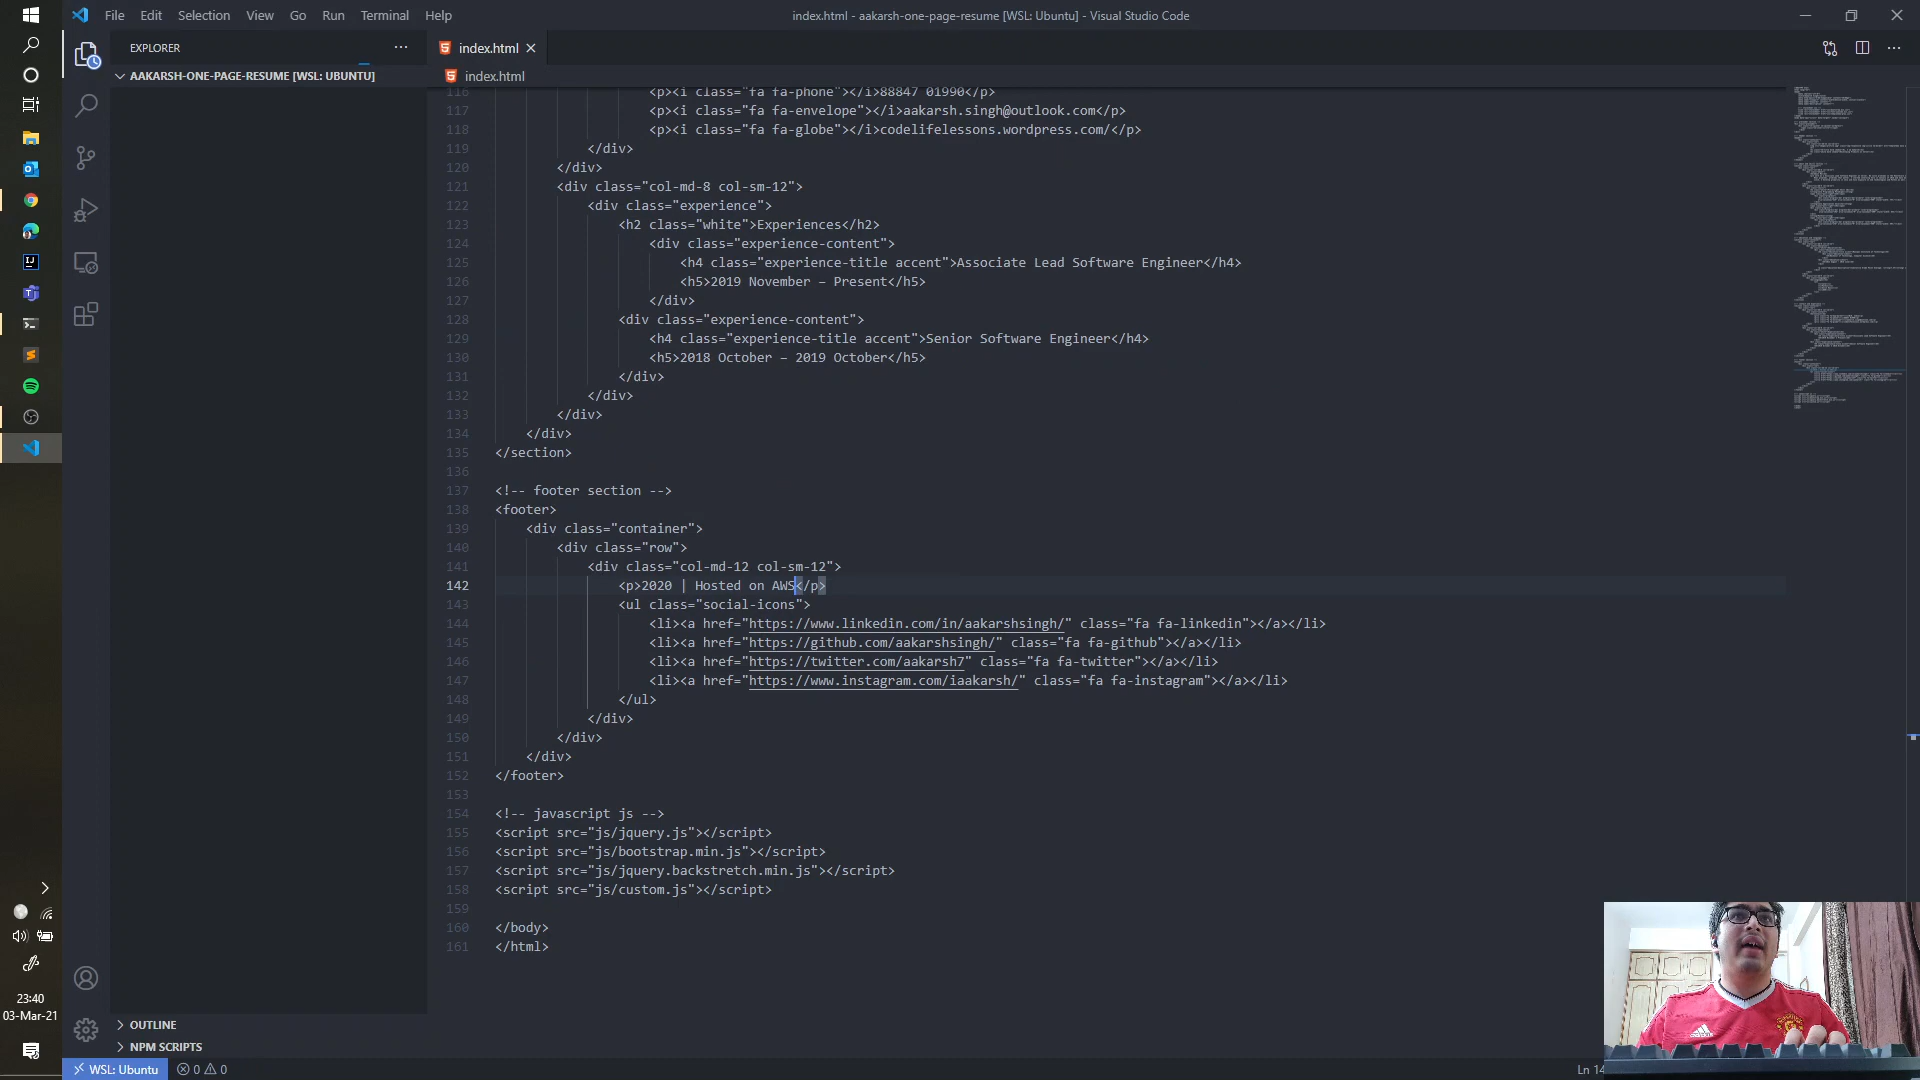 File Edit Selection View Go Run Terminal Help
index.html - aakarsh-one-page-resume [WSL: Ubuntu] - Visual Studio Code
EXPLORER
AAKARSH-ONE-PAGE-RESUME [WSL: UBUNTU]
index.html
index.html
116 <p><i class="fa fa-phone"></i>88847 01990</p>
117 <p><i class="fa fa-envelope"></i>aakarsh.singh@outlook.com</p>
118 <p><i class="fa fa-globe"></i>codelifelessons.wordpress.com/</p>
119 </div>
120 </div>
121 <div class="col-md-8 col-sm-12">
122 <div class="experience">
123 <h2 class="white">Experiences</h2>
124 <div class="experience-content">
125 <h4 class="experience-title accent">Associate Lead Software Engineer</h4>
126 <h5>2019 November – Present</h5>
127 </div>
128 <div class="experience-content">
129 <h4 class="experience-title accent">Senior Software Engineer</h4>
130 <h5>2018 October – 2019 October</h5>
131 </div>
132 </div>
133 </div>
134 </div>
135 </section>
136
137 <!-- footer section -->
138 <footer>
139 <div class="container">
140 <div class="row">
141 <div class="col-md-12 col-sm-12">
142 <p>2020 | Hosted on AWS</p>
143 <ul class="social-icons">
144 <li><a href="https://www.linkedin.com/in/aakarshsingh/" class="fa fa-linkedin"></a></li>
145 <li><a href="https://github.com/aakarshsingh/" class="fa fa-github"></a></li>
146 <li><a href="https://twitter.com/aakarsh7" class="fa fa-twitter"></a></li>
147 <li><a href="https://www.instagram.com/iaakarsh/" class="fa fa-instagram"></a></li>
148 </ul>
149 </div>
150 </div>
151 </div>
152 </footer>
153
154 <!-- javascript js -->
155 <script src="js/jquery.js"></script>
156 <script src="js/bootstrap.min.js"></script>
157 <script src="js/jquery.backstretch.min.js"></script>
158 <script src="js/custom.js"></script>
159
160 </body>
161 </html>
OUTLINE
NPM SCRIPTS
WSL: Ubuntu 0 0
Ln 14
23:40
03-Mar-21